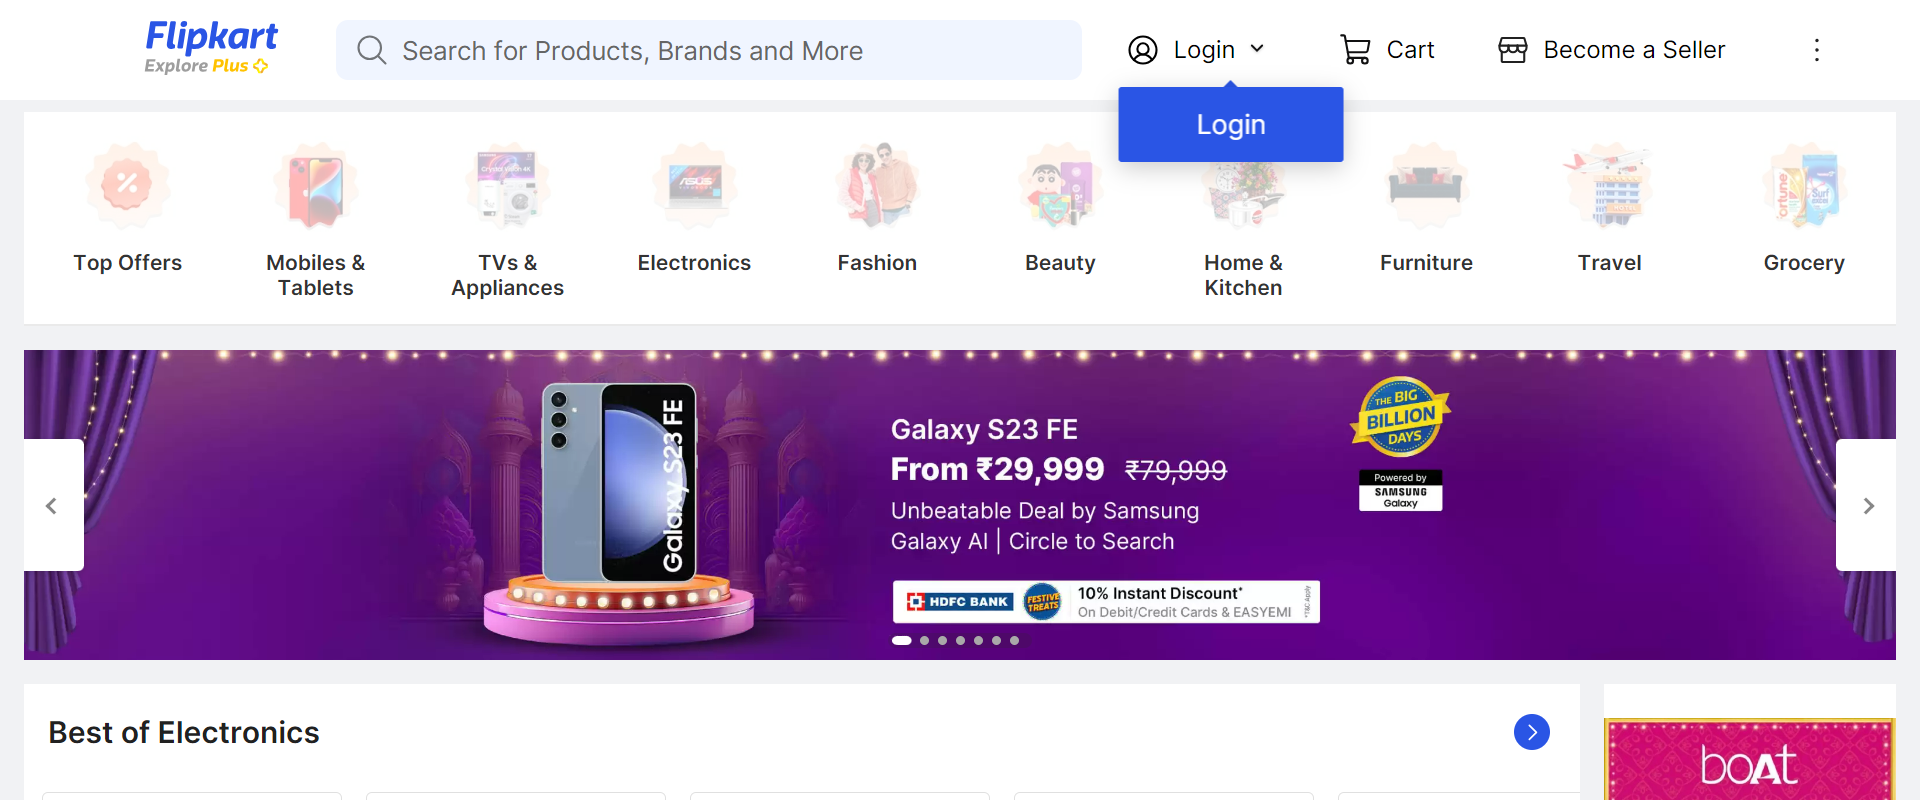 Flipkart
Explore Plus
Search for Products, Brands and More
Login
Cart
Become a Seller
Login
Top Offers
Mobiles &
Tablets
TVs &
Appliances
Electronics
Fashion
Beauty
Home &
Kitchen
Furniture
Travel
Grocery
Galaxy S23 FE
Galaxy S23 FE
From ₹29,999 ₹79,999
Unbeatable Deal by Samsung
Galaxy AI | Circle to Search
THE BIG
BILLION
DAYS
Powered by
SAMSUNG
Galaxy
HDFC BANK
FESTIVE
TREATS
10% Instant Discount*
On Debit/Credit Cards & EASYEMI
*T&C Apply
Best of Electronics
boAt